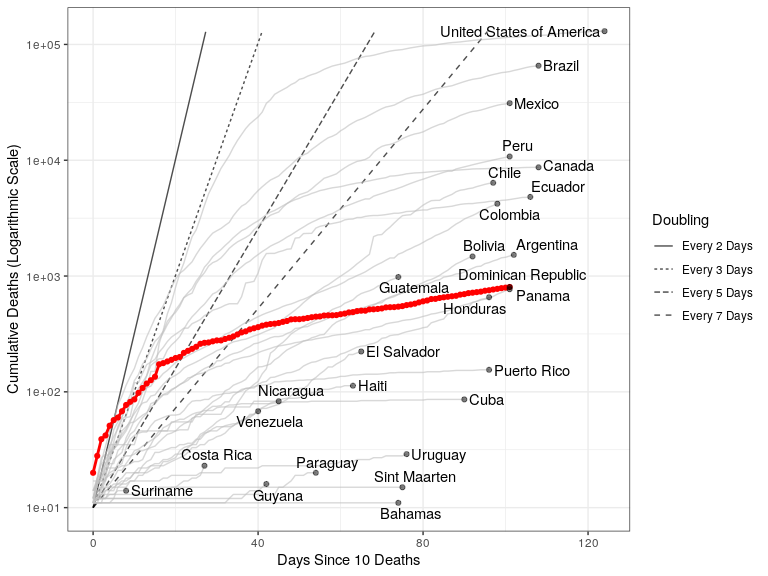 United States of America
1e+05
Brazil
Mexico
Peru
1e+04
Canada
Chile
Ecuador
Colombia
Bolivia
Argentina
Dominican Republic
1e+03
Guatemala
Panama
Honduras
El Salvador
Puerto Rico
Haiti
1e+02
Nicaragua
Cuba
Venezuela
Costa Rica
Uruguay
Paraguay
Sint Maarten
Suriname
Guyana
1e+01
Bahamas
0
40
80
120
Days Since 10 Deaths
Cumulative Deaths (Logarithmic Scale)
Doubling
Every 2 Days
Every 3 Days
Every 5 Days
Every 7 Days